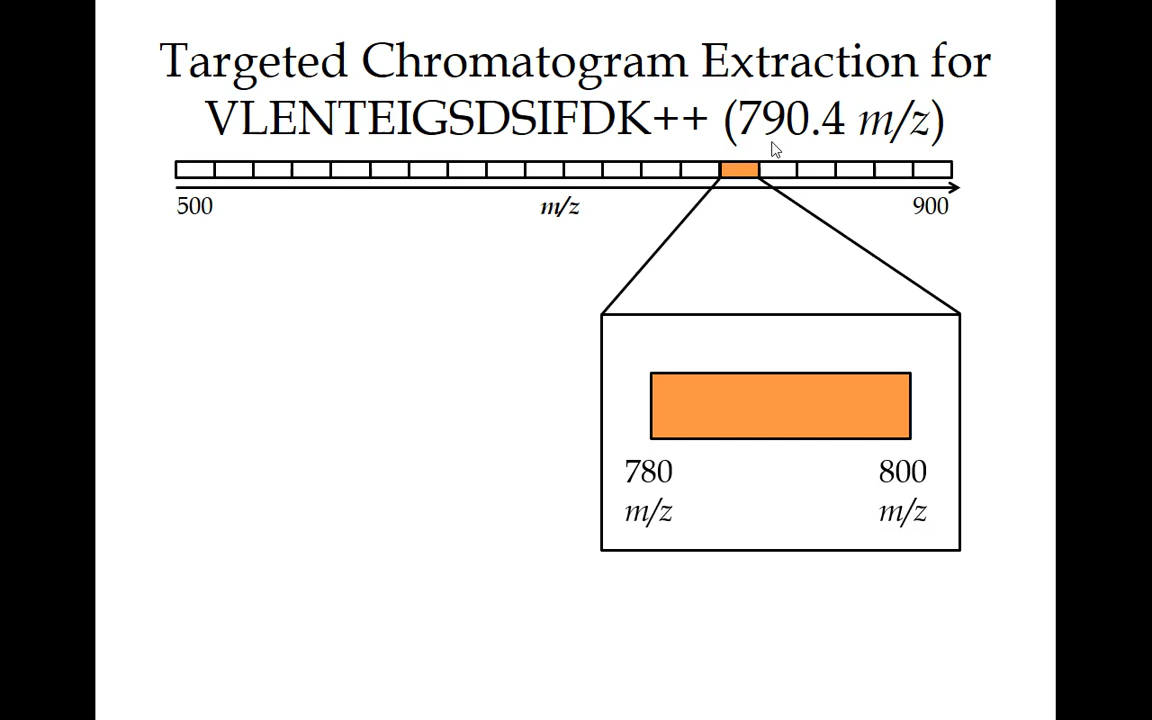 Targeted Chromatogram Extraction for
VLENTEIGSDSIFDK++ (790.4 m/z)
500 m/z 900
780 800
m/z m/z